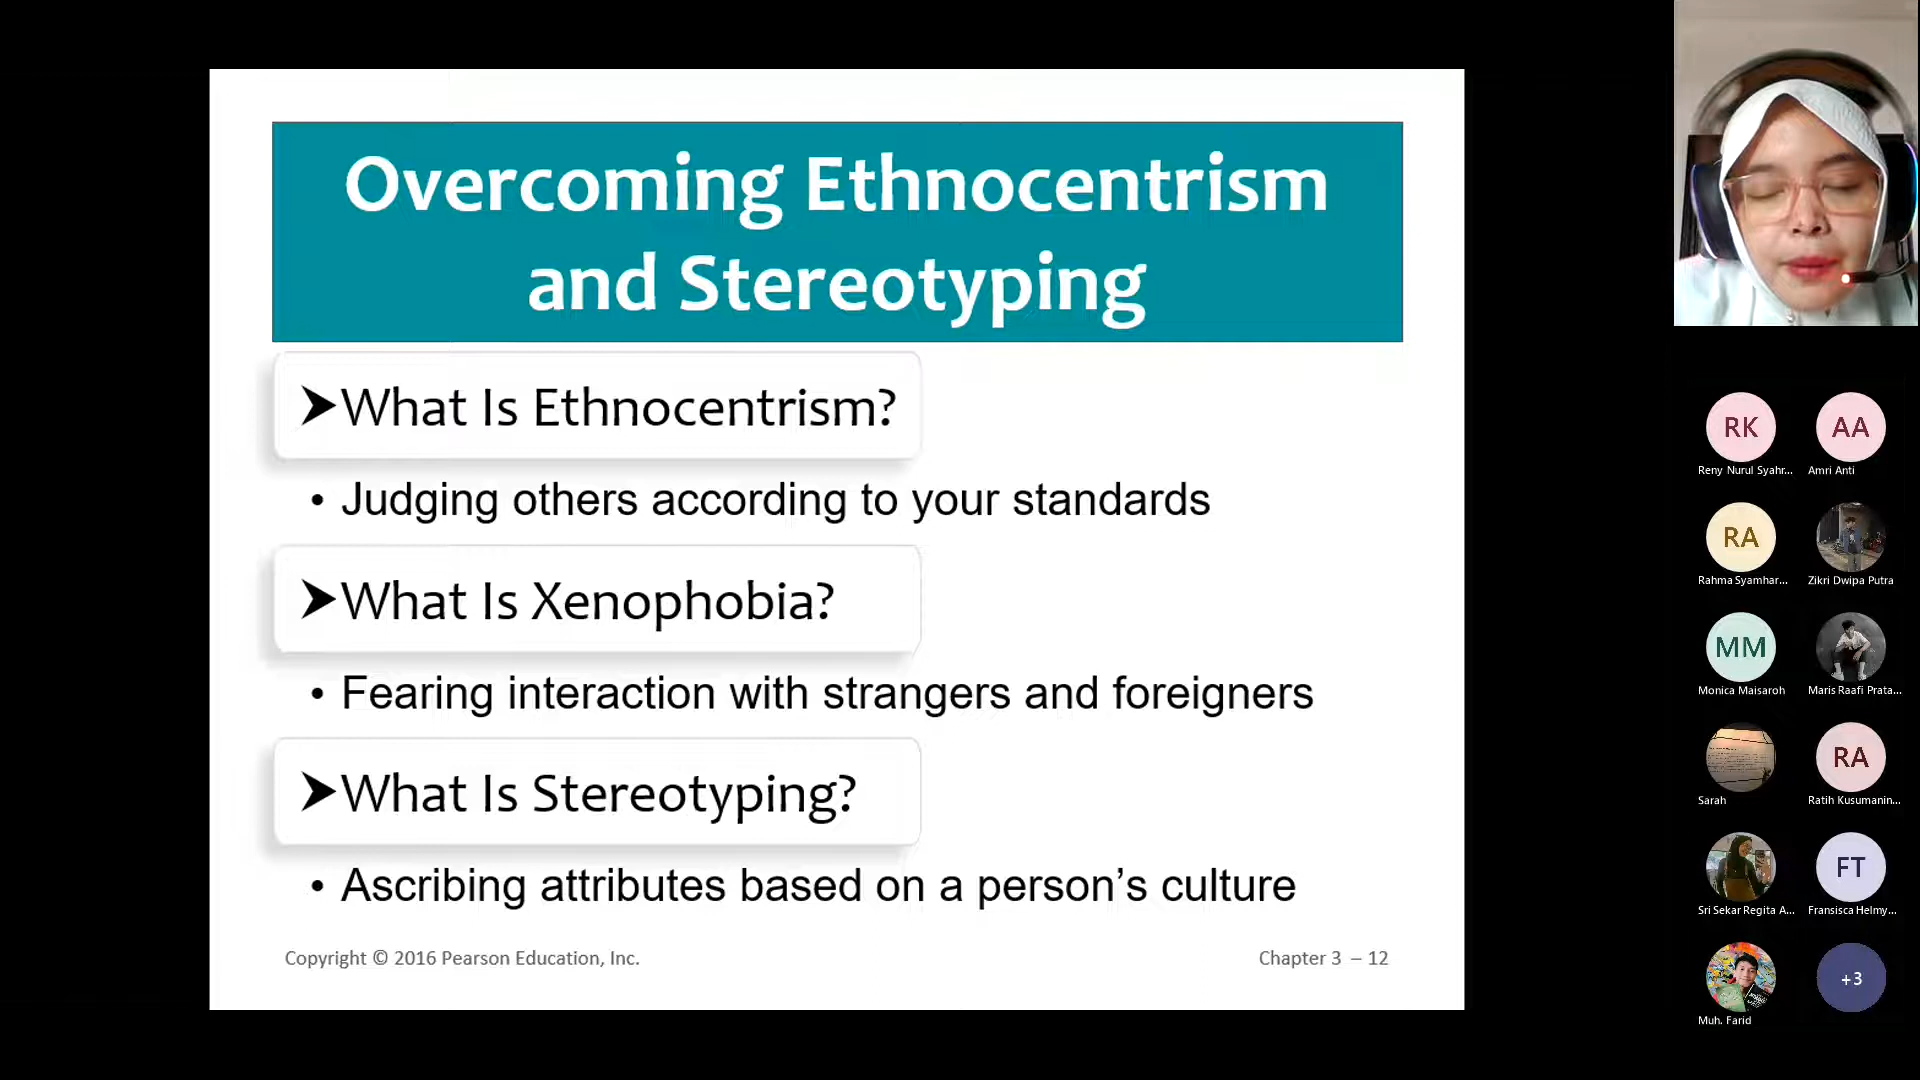 Overcoming Ethnocentrism
and Stereotyping
➤What Is Ethnocentrism?
• Judging others according to your standards
➤What Is Xenophobia?
• Fearing interaction with strangers and foreigners
➤What Is Stereotyping?
• Ascribing attributes based on a person’s culture
Copyright © 2016 Pearson Education, Inc.
Chapter 3 – 12
RK
AA
Reny Nurul Syahr...
Amri Anti
RA
Rahma Syamhar...
Zikri Dwipa Putra
MM
Monica Maisaroh
Maris Raafi Prata...
RA
Sarah
Ratih Kusumanin...
FT
Sri Sekar Regita A...
Fransisca Helmy...
+3
Muh. Farid